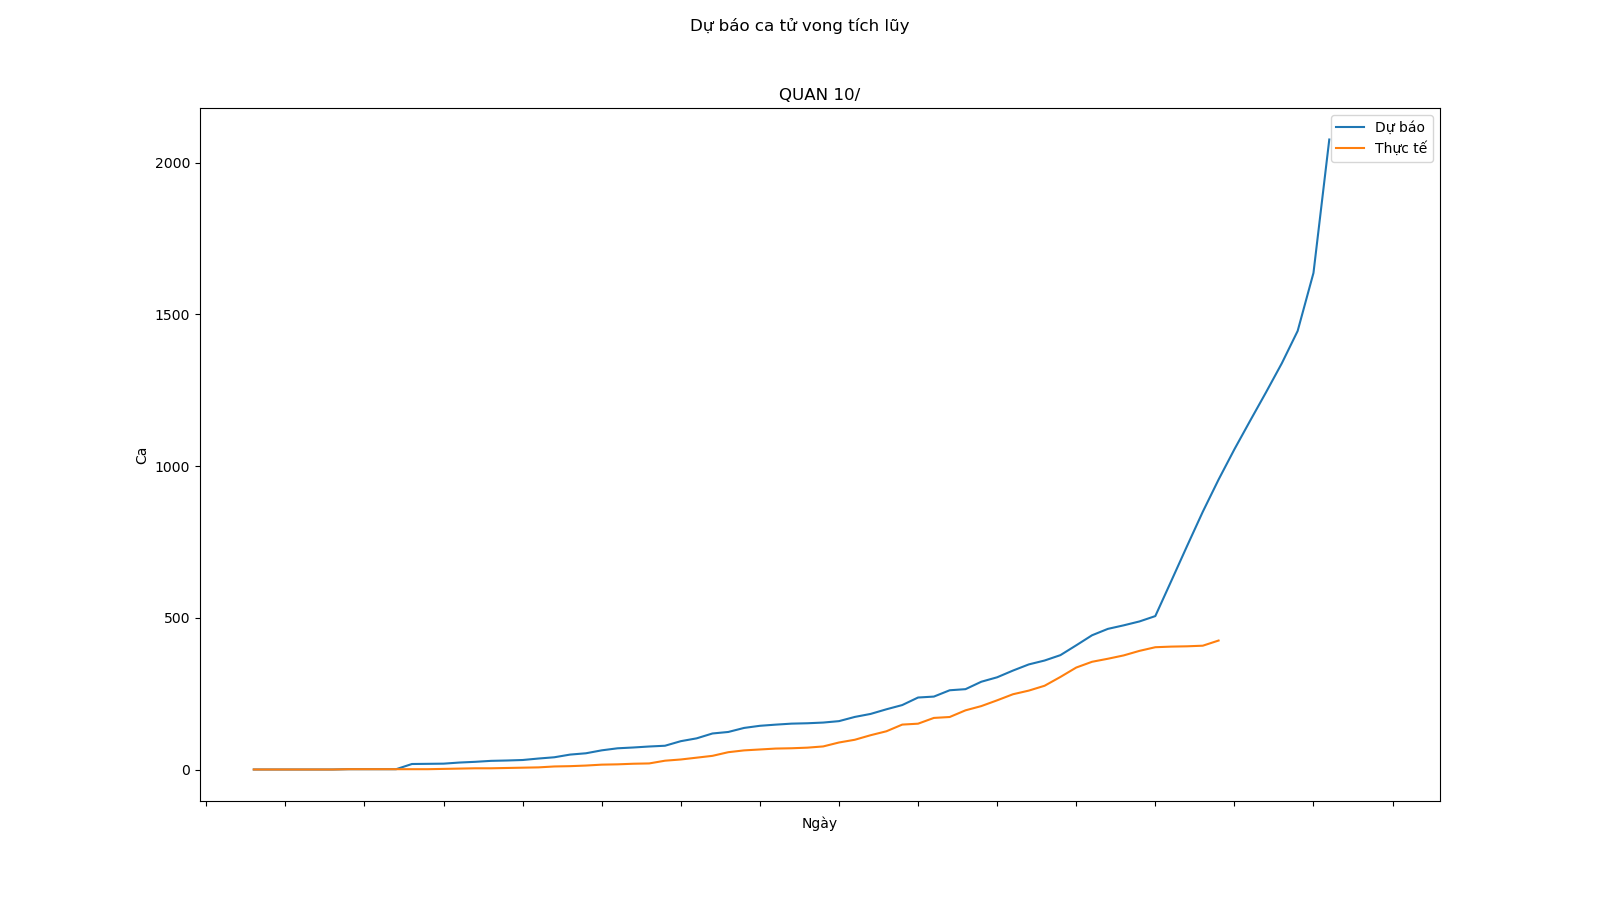 Dự báo ca tử vong tích lũy
QUAN 10/
Dự báo
Thực tế
2000
1500
1000
500
0
Ca
Ngày